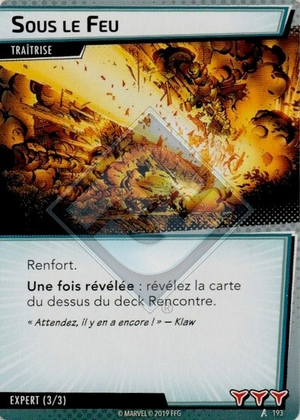 SOUS LE FEU
TRAÎTRISE
Renfort.
Une fois révélée : révélez la carte
du dessus du deck Rencontre.
« Attendez, il y en a encore ! » — Klaw
EXPERT (3/3)
© MARVEL © 2019 FFG
193